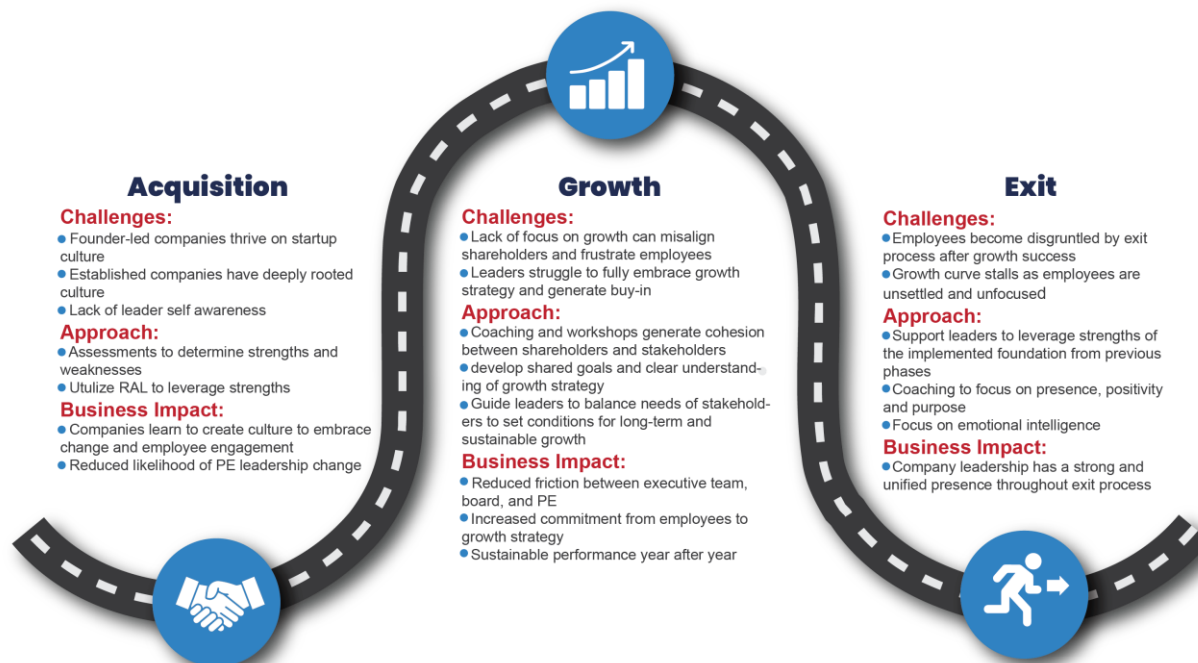 Acquisition
Challenges:
Founder-led companies thrive on startup
culture
Established companies have deeply rooted
culture
Lack of leader self awareness
Approach:
Assessments to determine strengths and
weaknesses
Utulize RAL to leverage strengths
Business Impact:
Companies learn to create culture to embrace
change and employee engagement
Reduced likelihood of PE leadership change
Growth
Challenges:
Lack of focus on growth can misalign
shareholders and frustrate employees
Leaders struggle to fully embrace growth
strategy and generate buy-in
Approach:
Coaching and workshops generate cohesion
between shareholders and stakeholders
develop shared goals and clear understand-
ing of growth strategy
Guide leaders to balance needs of stakehold-
ers to set conditions for long-term and
sustainable growth
Business Impact:
Reduced friction between executive team,
board, and PE
Increased commitment from employees to
growth strategy
Sustainable performance year after year
Exit
Challenges:
Employees become disgruntled by exit
process after growth success
Growth curve stalls as employees are
unsettled and unfocused
Approach:
Support leaders to leverage strengths of
the implemented foundation from previous
phases
Coaching to focus on presence, positivity
and purpose
Focus on emotional intelligence
Business Impact:
Company leadership has a strong and
unified presence throughout exit process